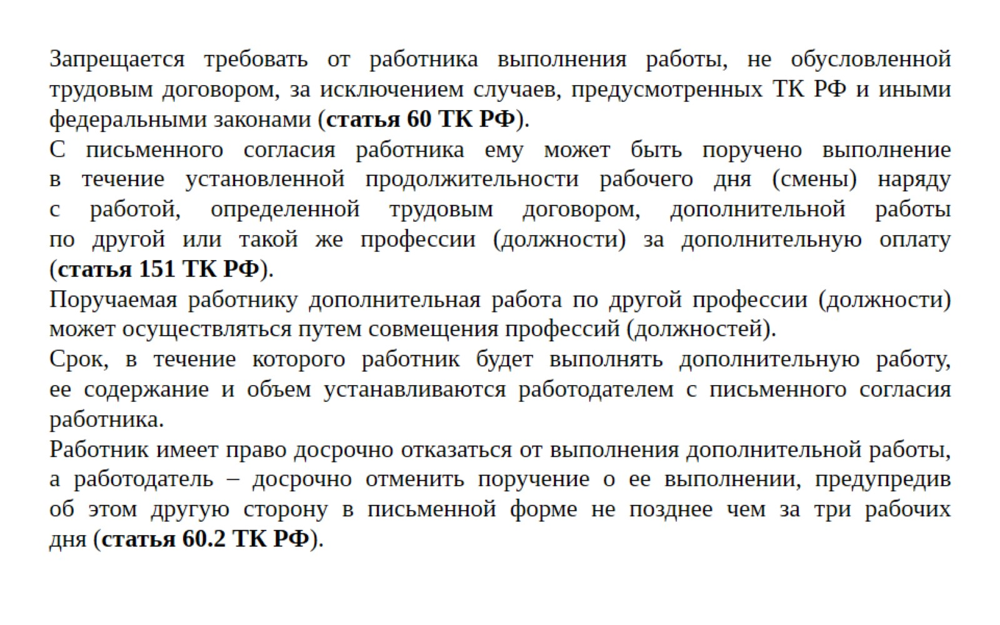 Запрещается требовать от работника выполнения работы, не обусловленной
трудовым договором, за исключением случаев, предусмотренных ТК РФ и иными
федеральными законами (статья 60 ТК РФ).
С письменного согласия работника ему может быть поручено выполнение
в течение установленной продолжительности рабочего дня (смены) наряду
с работой, определенной трудовым договором, дополнительной работы
по другой или такой же профессии (должности) за дополнительную оплату
(статья 151 ТК РФ).
Поручаемая работнику дополнительная работа по другой профессии (должности)
может осуществляться путем совмещения профессий (должностей).
Срок, в течение которого работник будет выполнять дополнительную работу,
ее содержание и объем устанавливаются работодателем с письменного согласия
работника.
Работник имеет право досрочно отказаться от выполнения дополнительной работы,
а работодатель – досрочно отменить поручение о ее выполнении, предупредив
об этом другую сторону в письменной форме не позднее чем за три рабочих
дня (статья 60.2 ТК РФ).